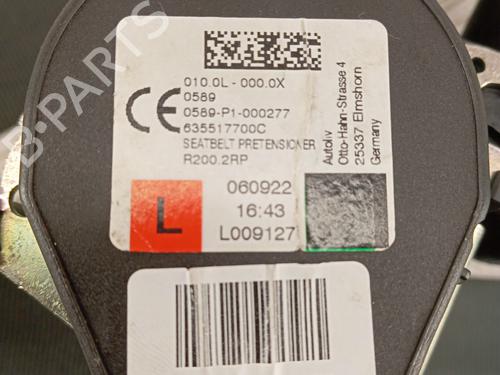 010.0L - 000.0X
0589
0589-P1-000277
635517700C
SEATBELT PRETENSIONER
R200.2RP
Autoliv
Otto-Hahn-Strasse 4
25337 Elmshorn
Germany
L
060922
16:43
L009127
B-PARTS